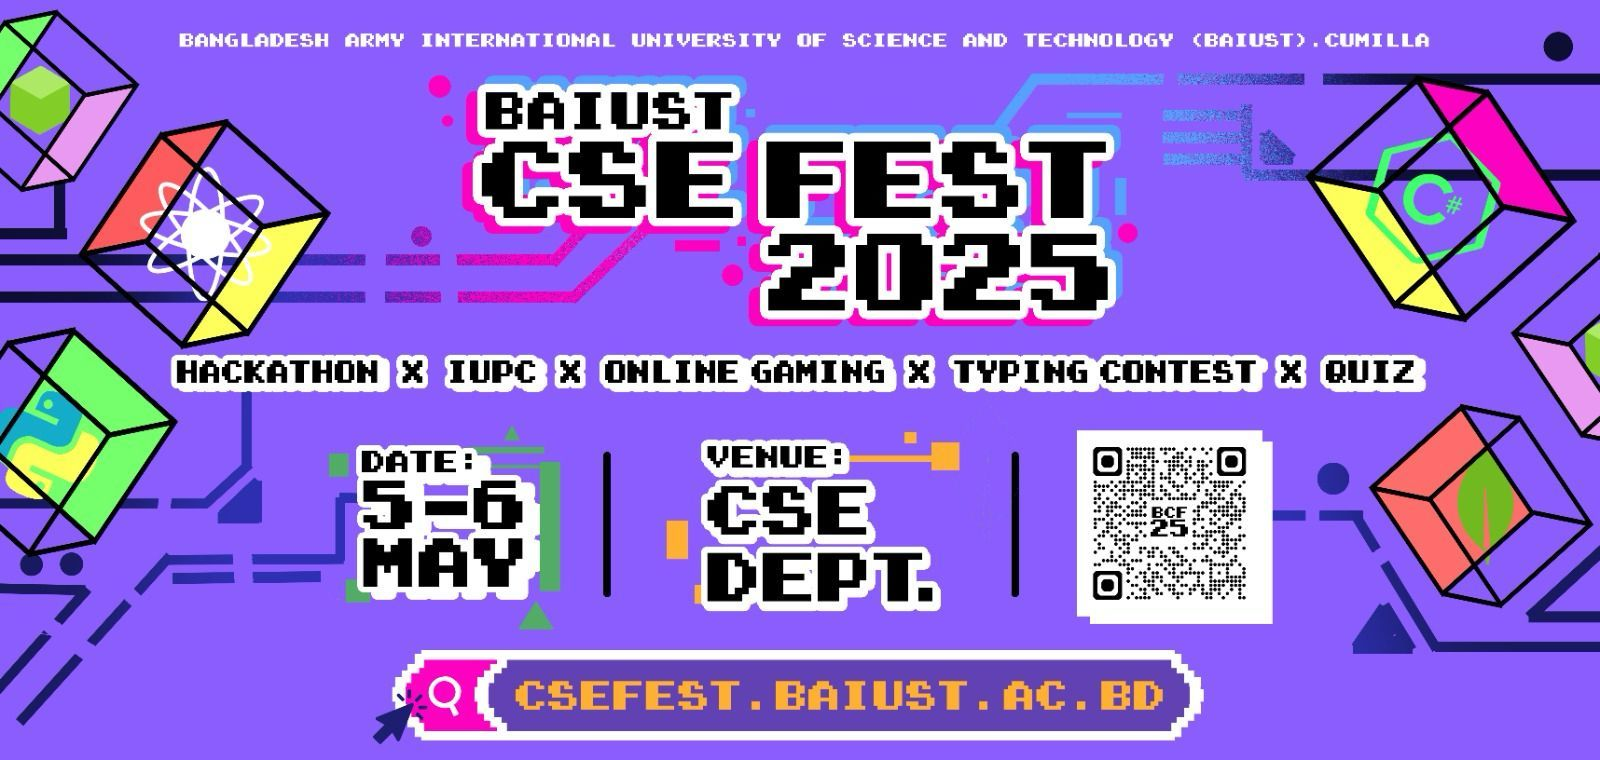 BANGLADESH ARMY INTERNATIONAL UNIVERSITY OF SCIENCE AND TECHNOLOGY (BAIUST).CUMILLA
BAIUST
CSE FEST
2025
C#
HACKATHON X IUPC X ONLINE GAMING X TYPING CONTEST X QUIZ
DATE:
5-6
MAY
VENUE:
CSE
DEPT.
BCF
25
CSEFEST.BAIUST.AC.BD